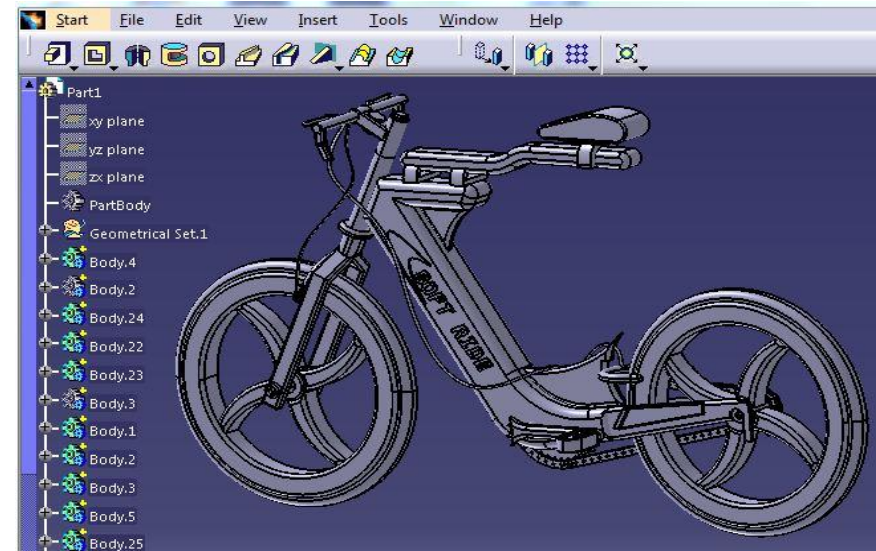 Start File Edit View Insert Tools Window Help
Part1
xy plane
yz plane
zx plane
PartBody
Geometrical Set.1
Body.4
Body.2
Body.24
Body.22
Body.23
Body.3
Body.1
Body.2
Body.3
Body.5
Body.25
SOFT RIDE